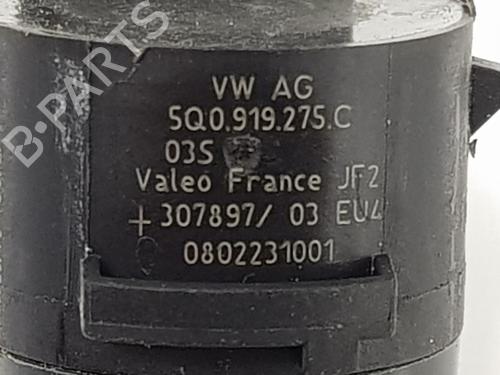 B-PARTS
VW AG
5Q0.919.275.C
03S
Valeo France JF2
+307897/ 03 EU4
0802231001